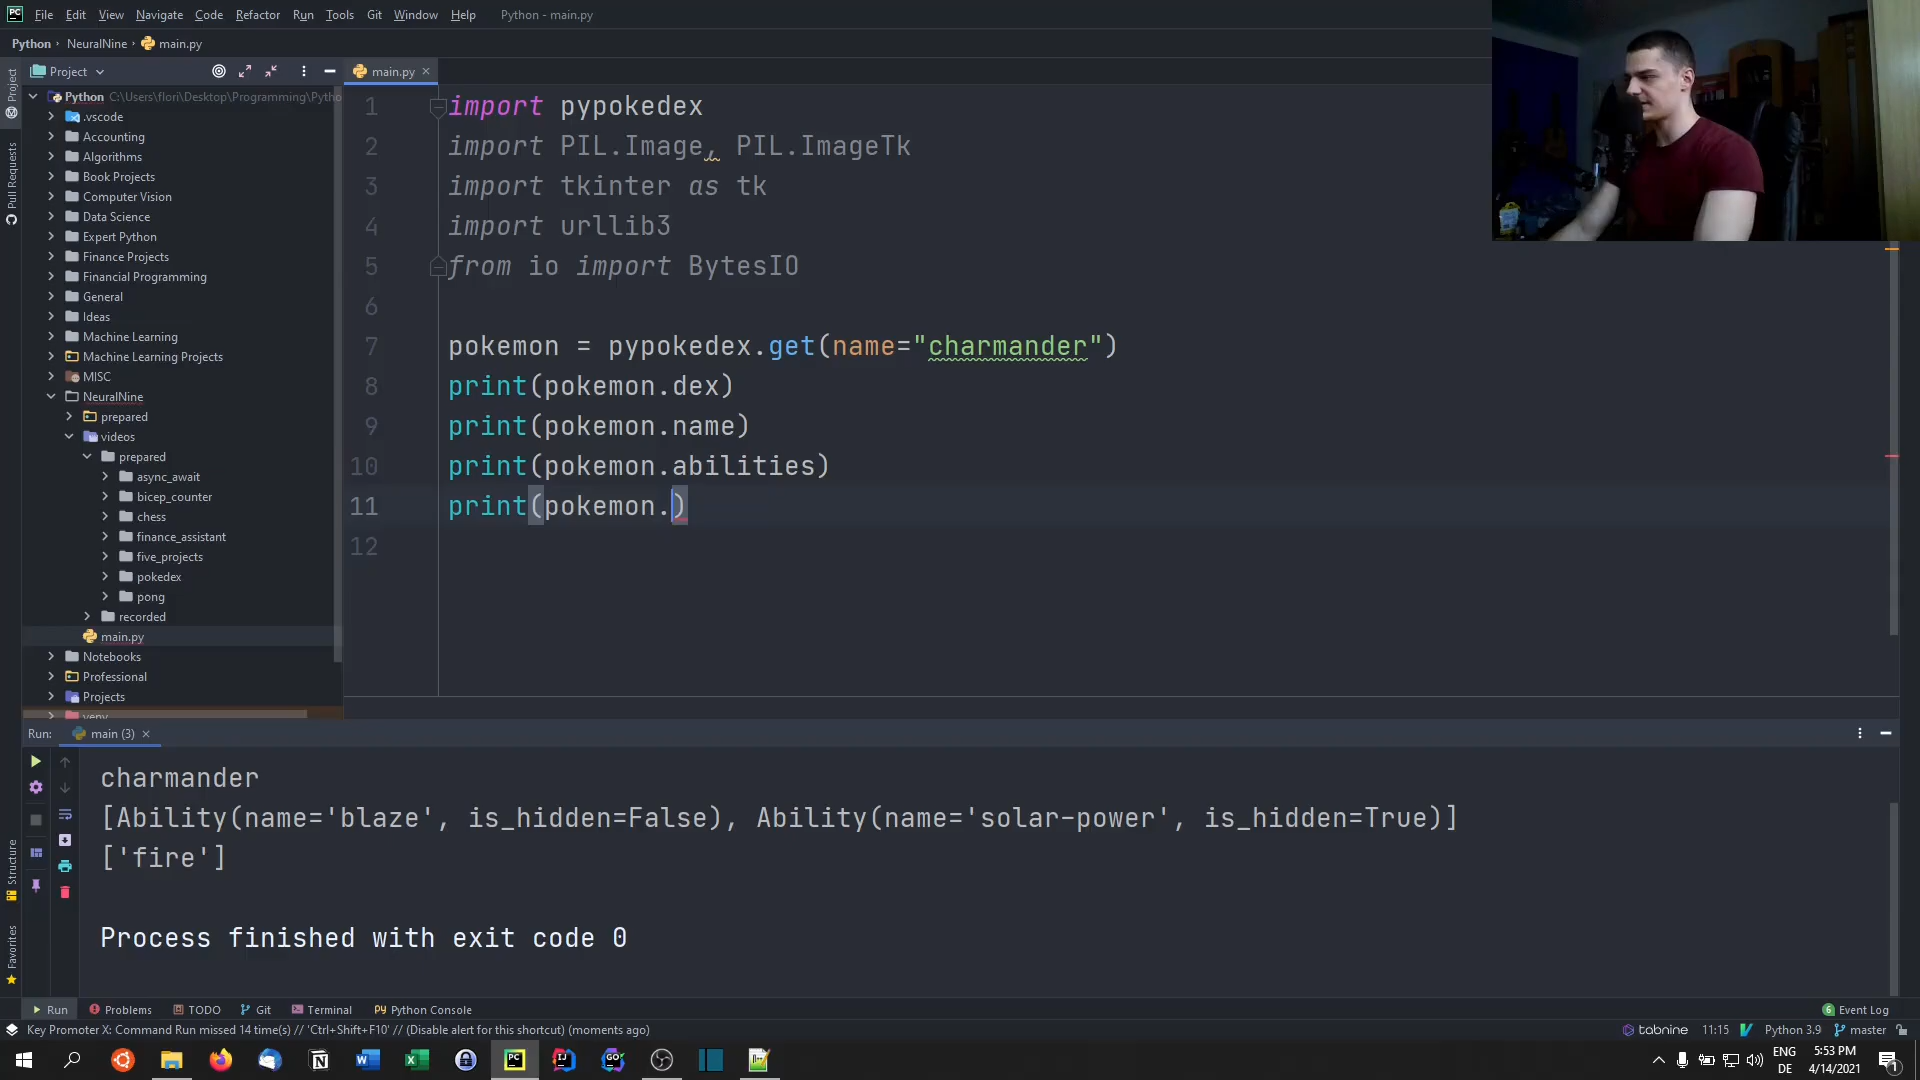 File Edit View Navigate Code Refactor Run Tools Git Window Help Python - main.py
Python NeuralNine main.py
Project main.py
Python C:\Users\flori\Desktop\Programming\Pytho
.vscode
Accounting
Algorithms
Book Projects
Computer Vision
Data Science
Expert Python
Finance Projects
Financial Programming
General
Ideas
Machine Learning
Machine Learning Projects
MISC
NeuralNine
prepared
videos
prepared
async_await
bicep_counter
chess
finance_assistant
five_projects
pokedex
pong
recorded
main.py
Notebooks
Professional
Projects
venv
Project
Pull Requests
Structure
Favorites
1 import pypokedex
2 import PIL.Image, PIL.ImageTk
3 import tkinter as tk
4 import urllib3
5 from io import BytesIO
6
7 pokemon = pypokedex.get(name="charmander")
8 print(pokemon.dex)
9 print(pokemon.name)
10 print(pokemon.abilities)
11 print(pokemon.)
12
Run: main (3)
charmander
[Ability(name='blaze', is_hidden=False), Ability(name='solar-power', is_hidden=True)]
['fire']
Process finished with exit code 0
Run Problems TODO Git Terminal Python Console Event Log
Key Promoter X: Command Run missed 14 time(s) // 'Ctrl+Shift+F10' // (Disable alert for this shortcut) (moments ago) tabnine 11:15 Python 3.9 master
ENG 5:53 PM
DE 4/14/2021